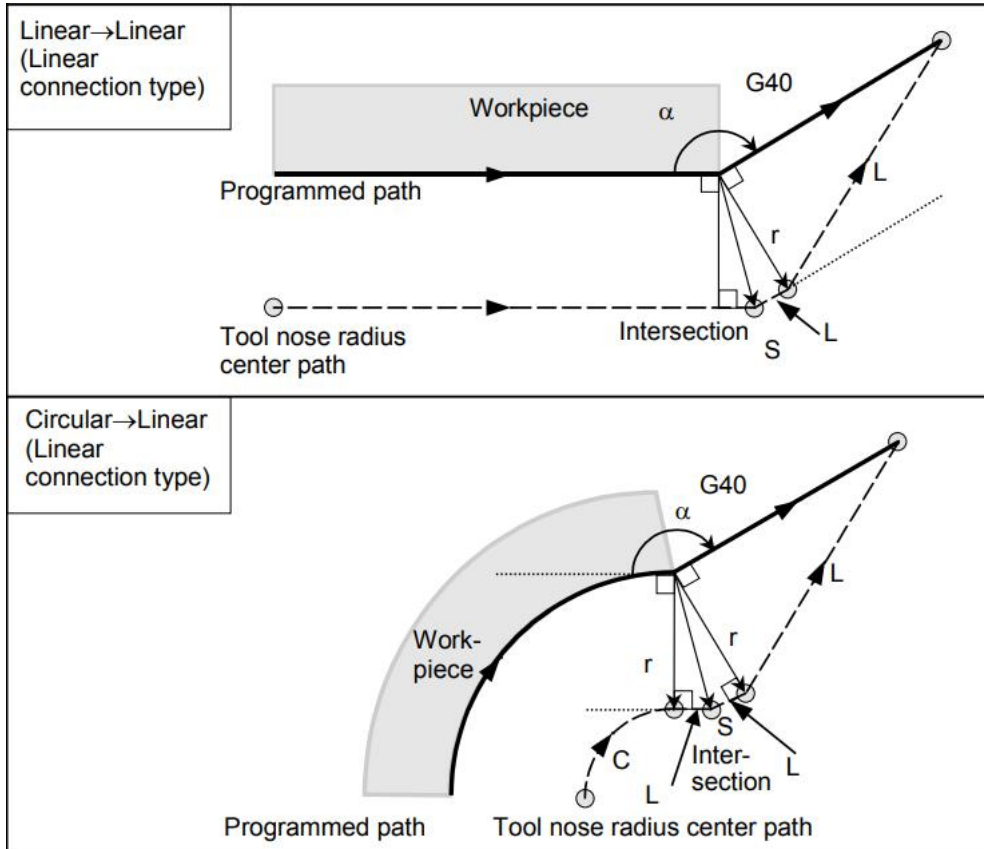 Linear→Linear
(Linear
connection type)
G40
Workpiece
α
Programmed path
L
r
Tool nose radius
center path
Intersection
S
L
Circular→Linear
(Linear
connection type)
G40
α
L
Work-
piece
r
r
S
C
Inter-
section
L
L
Programmed path
Tool nose radius center path